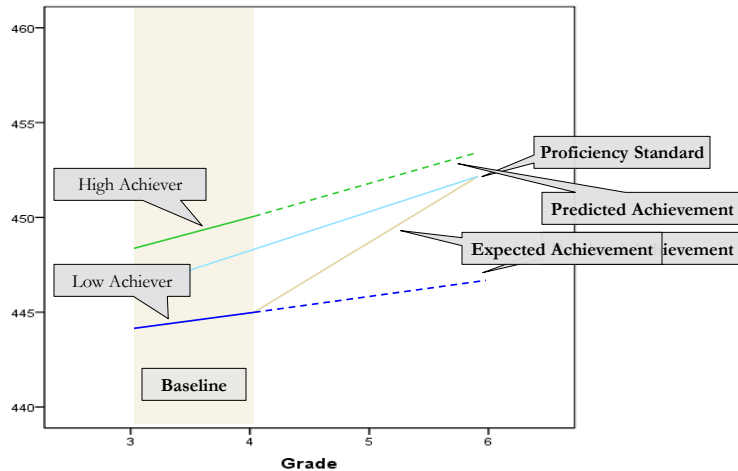 460
455
450
445
440
High Achiever
Low Achiever
Baseline
Proficiency Standard
Predicted Achievement
Expected Achievement
ievement
3
4
5
6
Grade